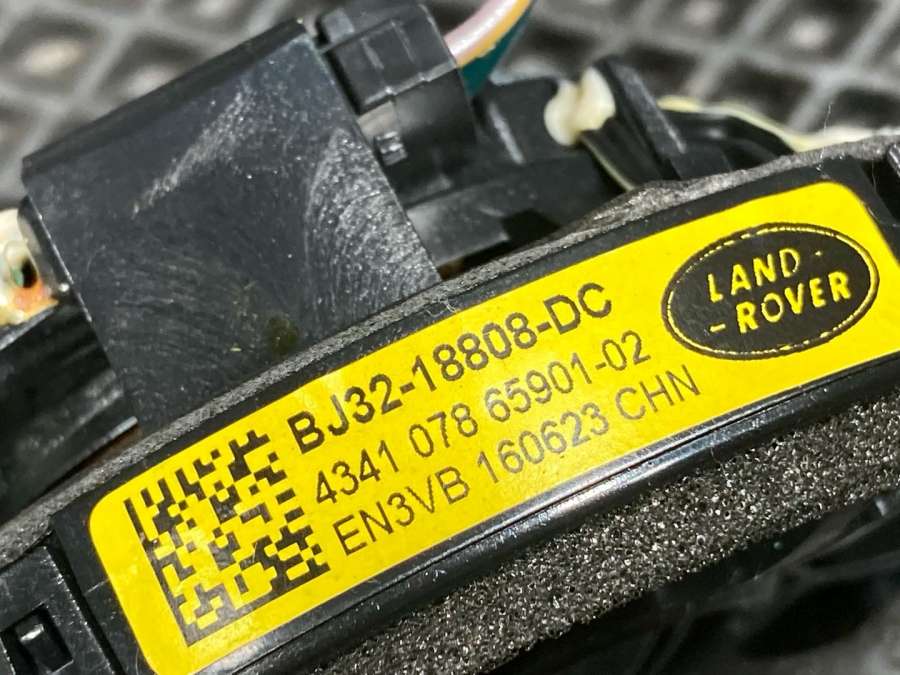 BJ32-18808-DC
4341 078 65901-02
EN3VB 160623 CHN
LAND -
- ROVER